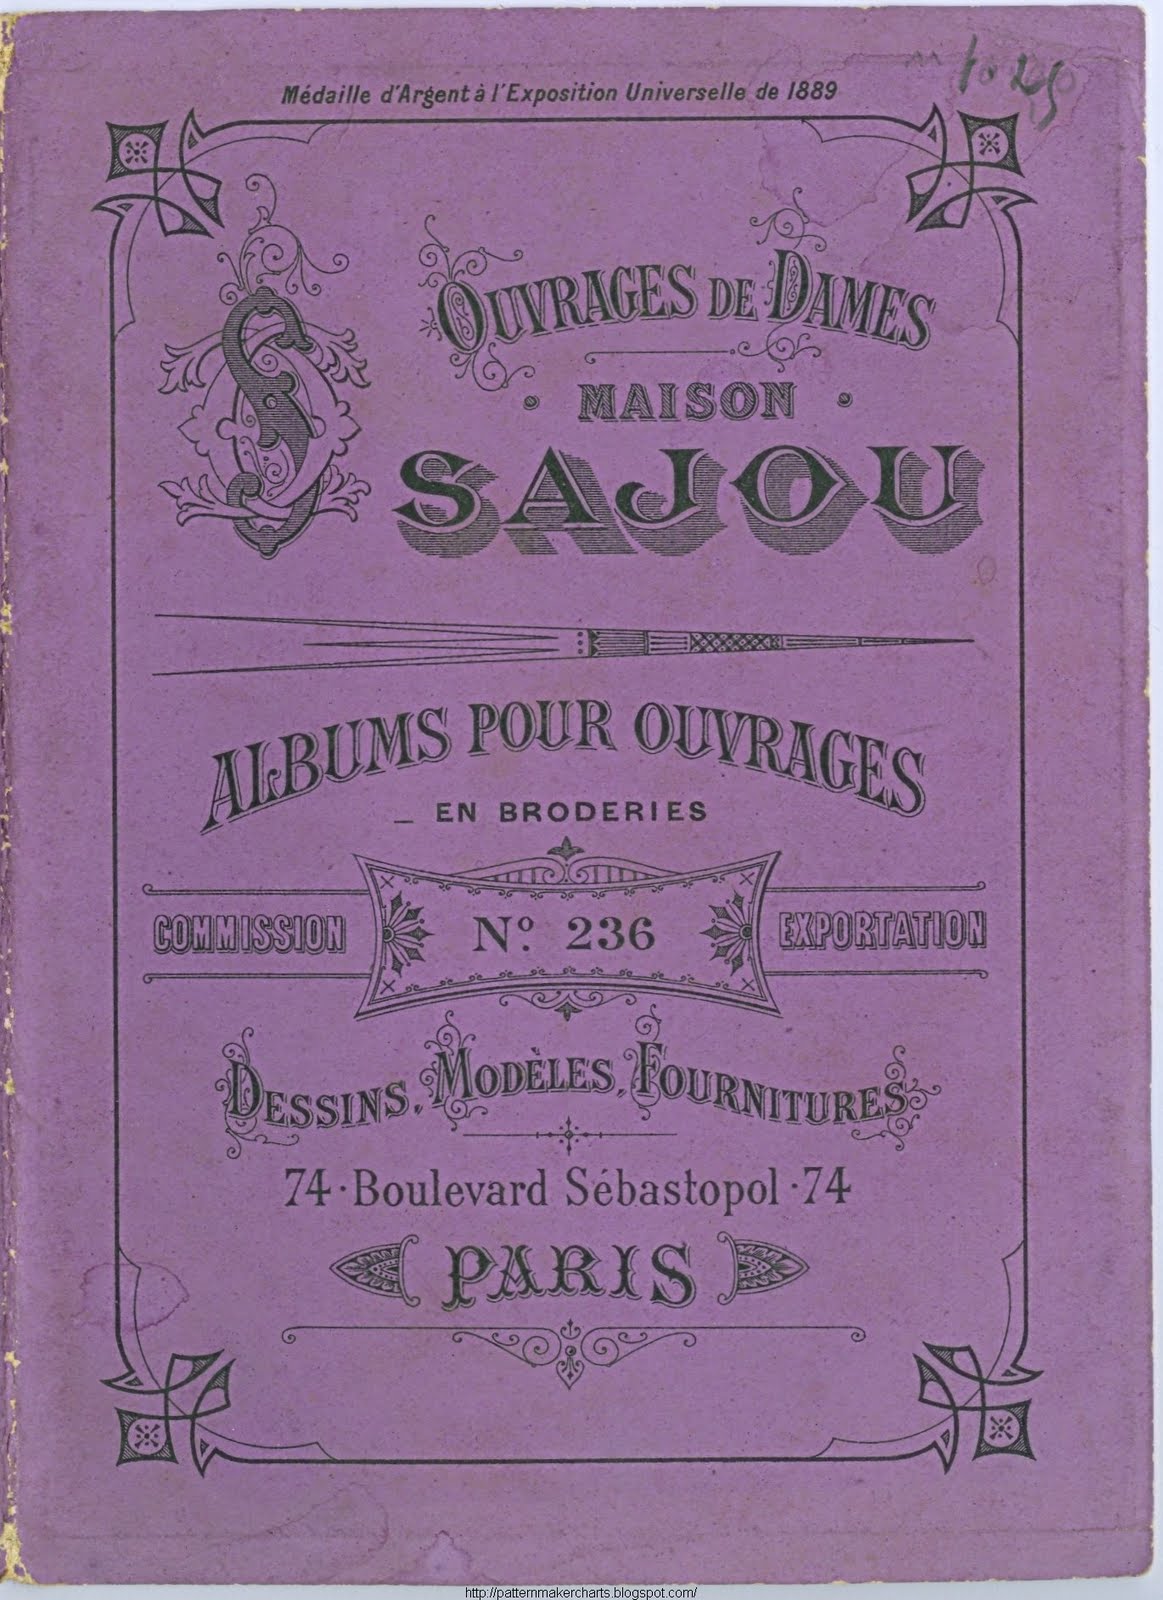 Médaille d'Argent à l'Exposition Universelle de 1889
OUVRAGES DE DAMES
MAISON
SAJOU
ALBUMS POUR OUVRAGES
_ EN BRODERIES
COMMISSION Nº. 236 EXPORTATION
DESSINS, MODÈLES, FOURNITURES
74 · Boulevard Sébastopol · 74
PARIS
http://patternmakercharts.blogspot.com/